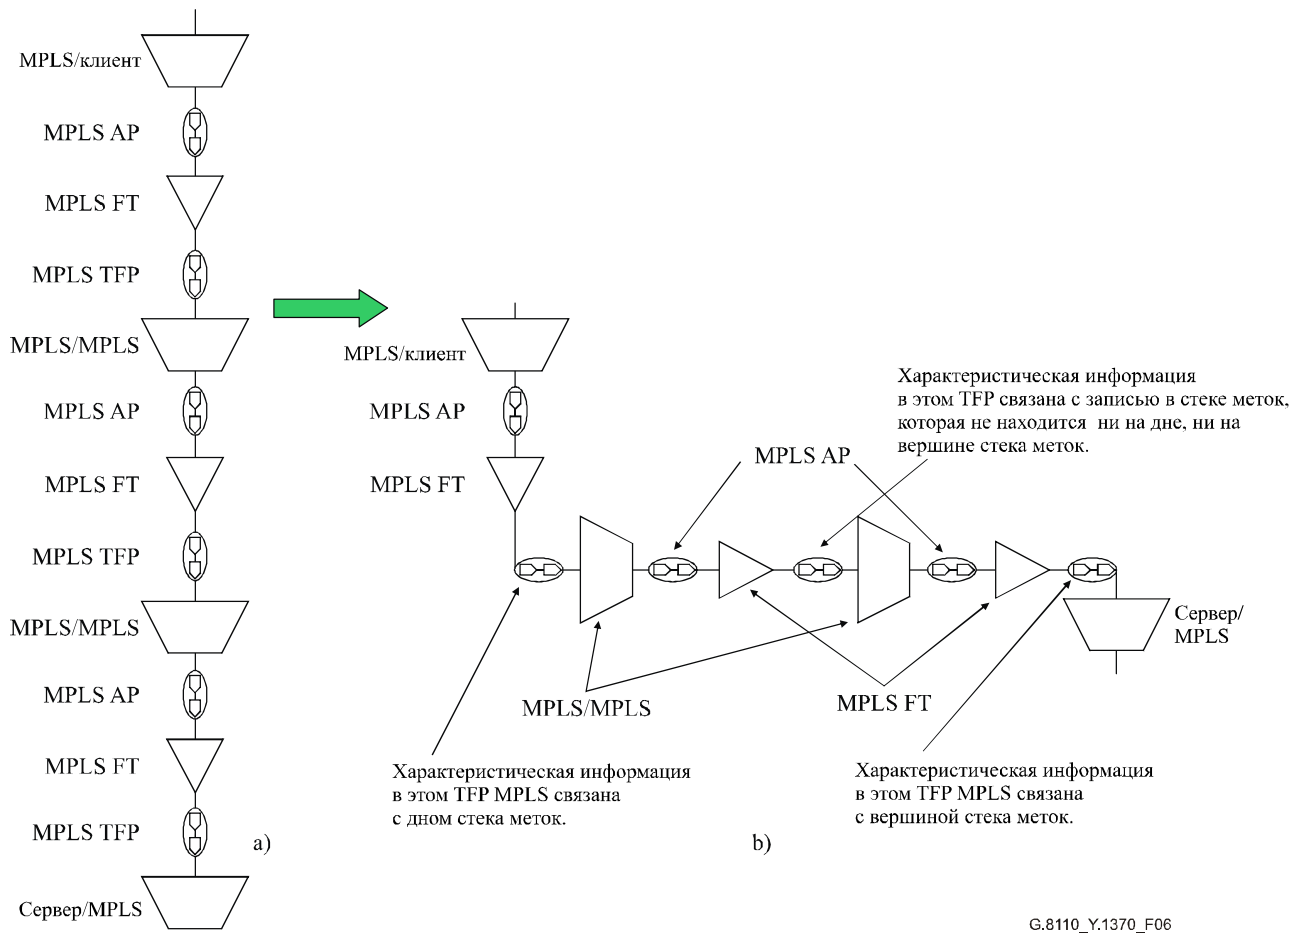 MPLS/клиент
MPLS AP
MPLS FT
MPLS TFP
MPLS/MPLS
MPLS AP
MPLS FT
MPLS TFP
MPLS/MPLS
MPLS AP
MPLS FT
MPLS TFP
Сервер/MPLS
a)
MPLS/клиент
MPLS AP
MPLS FT
Характеристическая информация
в этом TFP связана с записью в стеке меток,
которая не находится ни на дне, ни на
вершине стека меток.
MPLS AP
Сервер/
MPLS
MPLS/MPLS
MPLS FT
Характеристическая информация
в этом TFP MPLS связана
с дном стека меток.
Характеристическая информация
в этом TFP MPLS связана
с вершиной стека меток.
b)
G.8110_Y.1370_F06